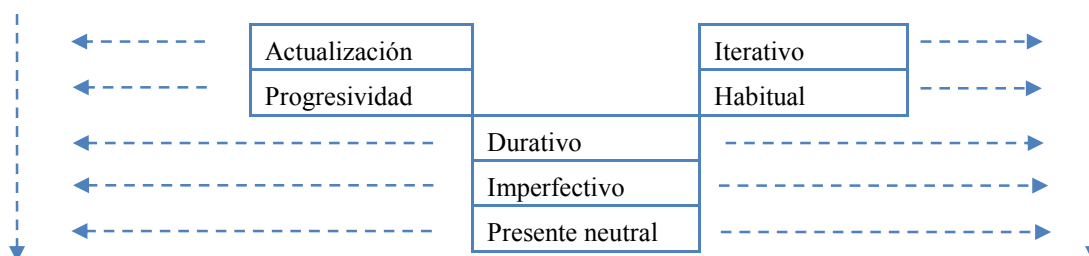 Actualización
Iterativo
Progresividad
Habitual
Durativo
Imperfectivo
Presente neutral